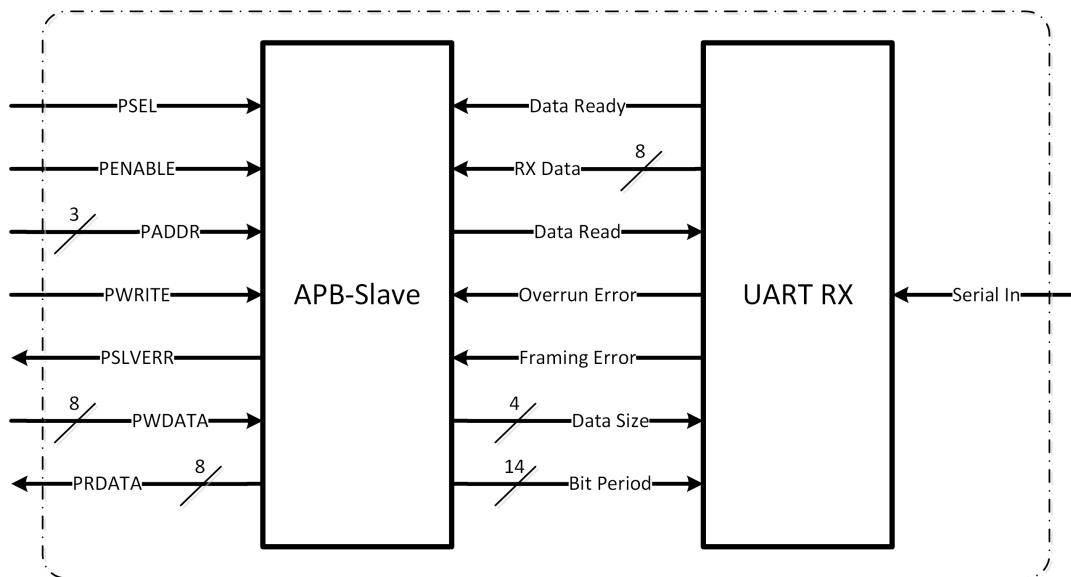 PSEL
Data Ready
PENABLE
RX Data
8
3
PADDR
Data Read
PWRITE
APB-Slave
Overrun Error
UART RX
Serial In
PSLVERR
Framing Error
8
PWDATA
4
Data Size
PRDATA
8
14
Bit Period